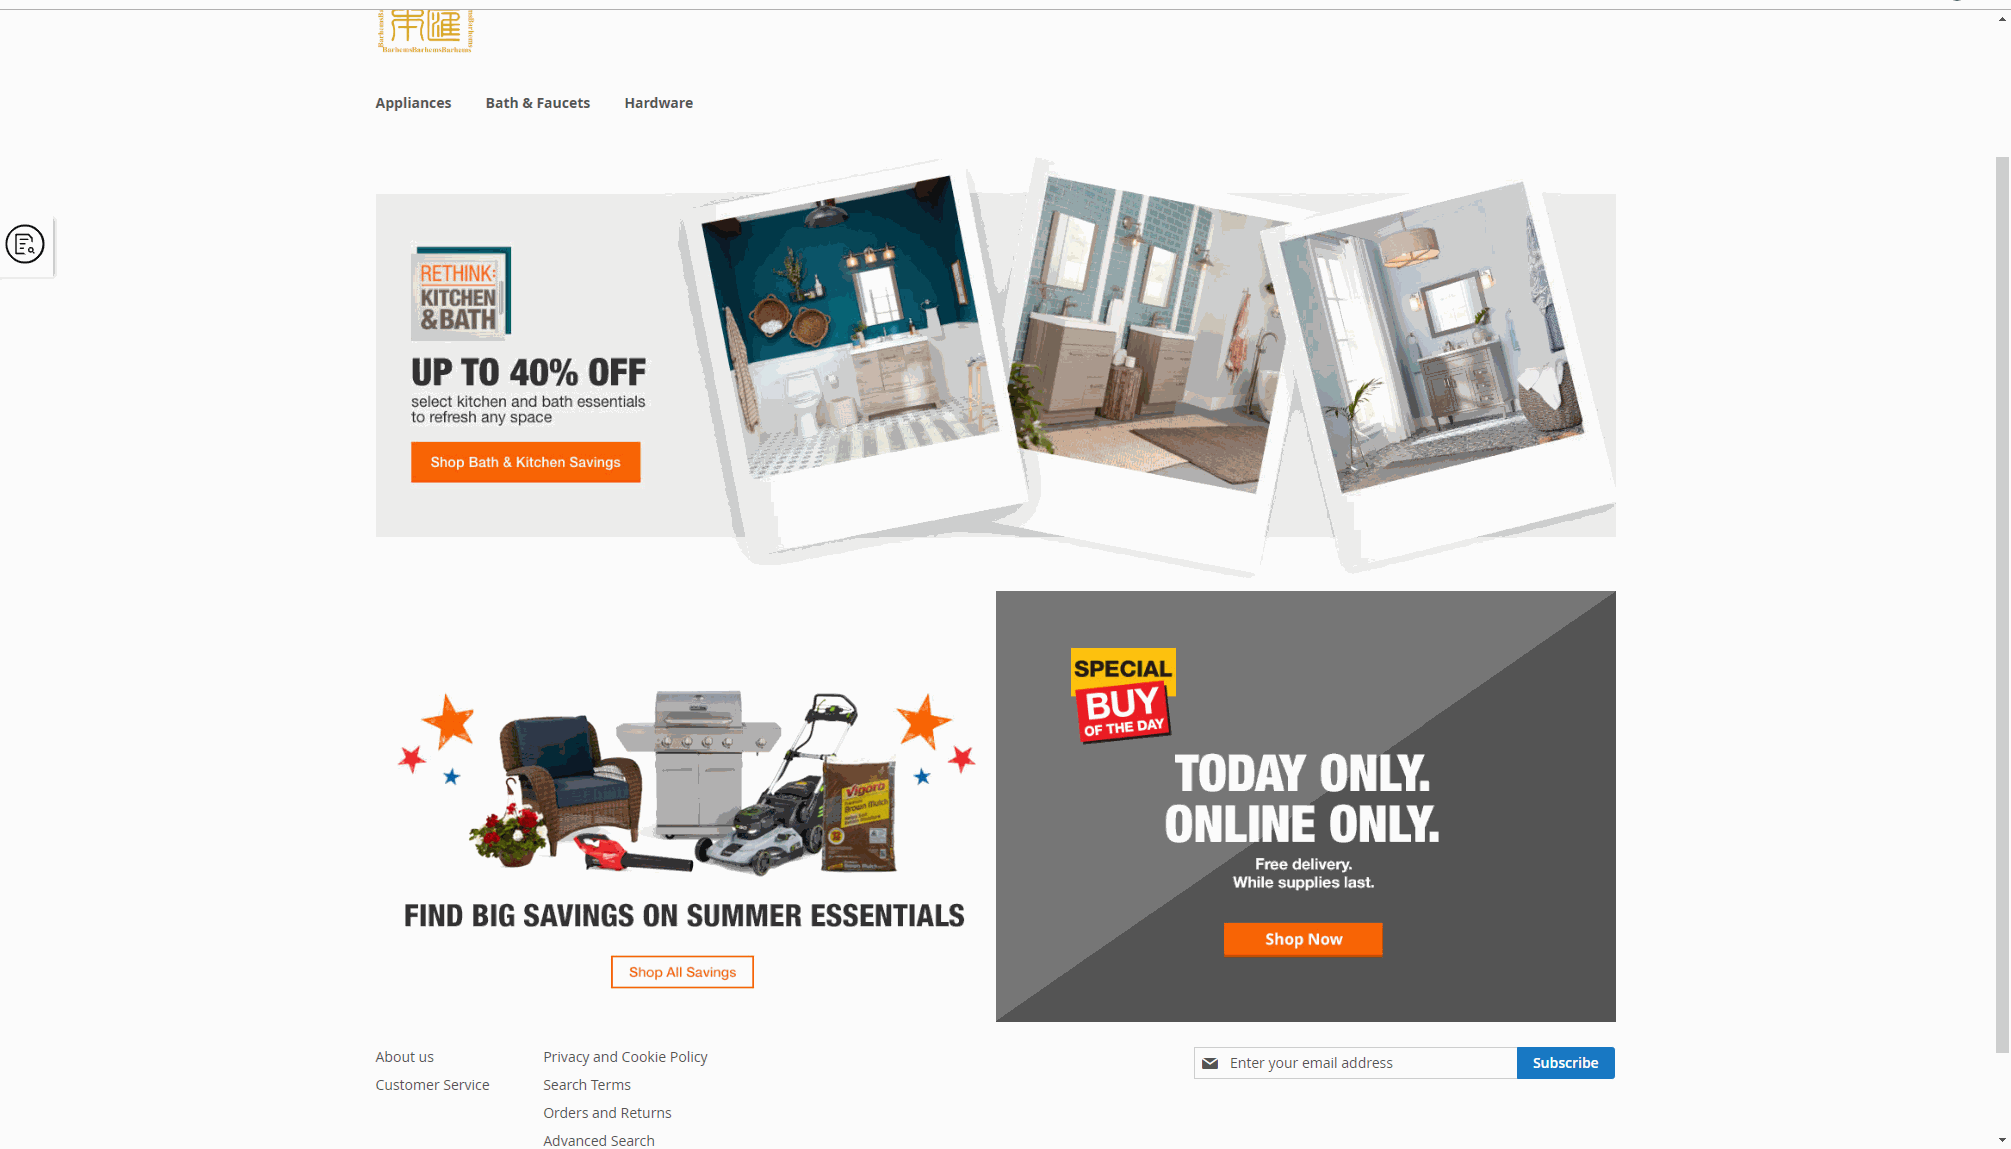 BarhemsBarhemsBarhems
Appliances Bath & Faucets Hardware
RETHINK:
KITCHEN
& BATH
UP TO 40% OFF
select kitchen and bath essentials
to refresh any space
Shop Bath & Kitchen Savings
SPECIAL
BUY
OF THE DAY
TODAY ONLY.
ONLINE ONLY.
Free delivery.
While supplies last.
Shop Now
Vigoro
Brown Mulch
FIND BIG SAVINGS ON SUMMER ESSENTIALS
Shop All Savings
About us
Customer Service
Privacy and Cookie Policy
Search Terms
Orders and Returns
Advanced Search
Enter your email address
Subscribe